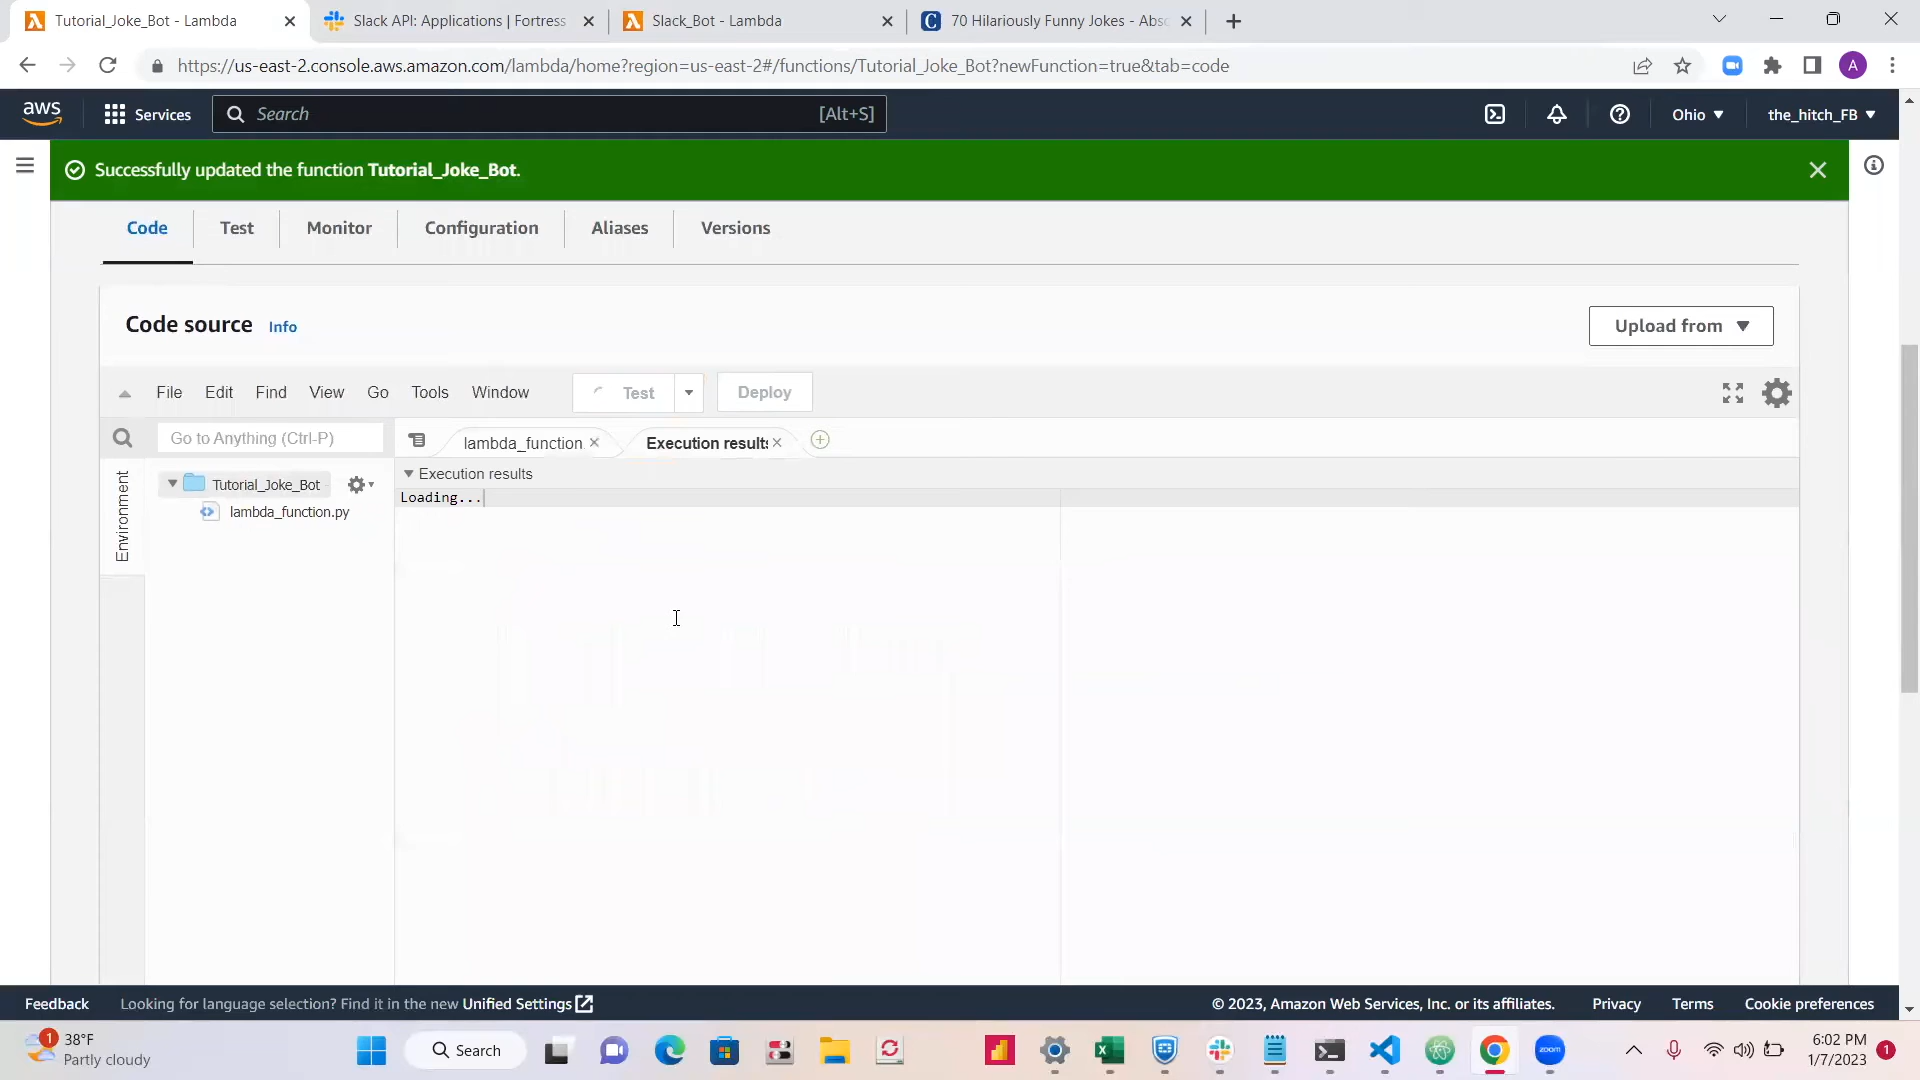 Tutorial_Joke_Bot - Lambda
Slack API: Applications | Fortress
Slack_Bot - Lambda
70 Hilariously Funny Jokes - Abso
https://us-east-2.console.aws.amazon.com/lambda/home?region=us-east-2#/functions/Tutorial_Joke_Bot?newFunction=true&tab=code
A
aws
Services
Search
[Alt+S]
Ohio
the_hitch_FB
Successfully updated the function Tutorial_Joke_Bot.
Code
Test
Monitor
Configuration
Aliases
Versions
Code source
Info
Upload from
File
Edit
Find
View
Go
Tools
Window
Test
Deploy
Go to Anything (Ctrl-P)
lambda_function.
Execution results
Environment
Tutorial_Joke_Bot
lambda_function.py
Execution results
Loading...
Feedback
Looking for language selection? Find it in the new Unified Settings
© 2023, Amazon Web Services, Inc. or its affiliates.
Privacy
Terms
Cookie preferences
1
38°F
Partly cloudy
Search
zoom
6:02 PM
1/7/2023
1